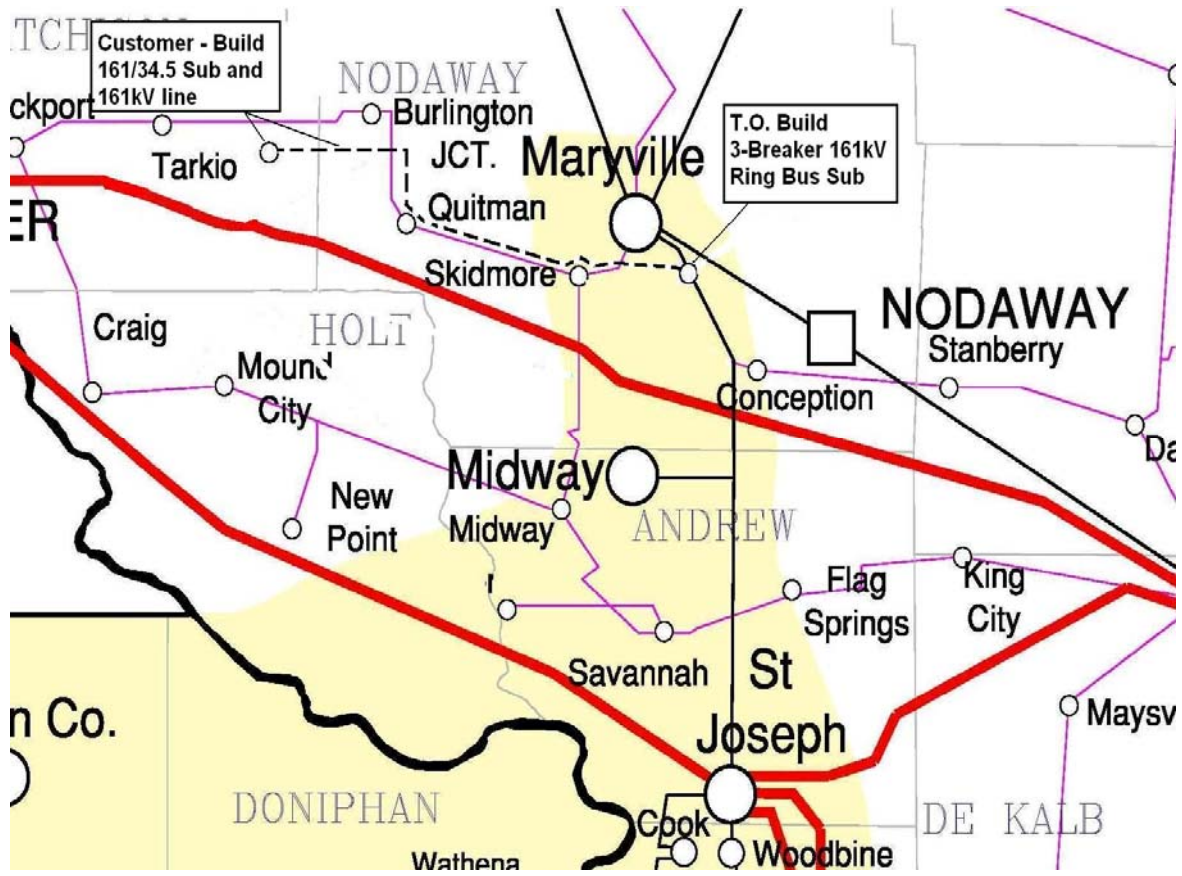 TCHISON
Customer - Build
161/34.5 Sub and
161kV line
NODAWAY
ckport
Burlington
Tarkio
JCT.
Maryville
T.O. Build
3-Breaker 161kV
Ring Bus Sub
Quitman
ER
Skidmore
NODAWAY
Craig
HOLT
Stanberry
Mound
City
Conception
Da
Midway
New
Point
Midway
ANDREW
Flag
Springs
King
City
Savannah
St
Joseph
n Co.
Maysv
DONIPHAN
Cook
DE KALB
Wathena
Woodbine